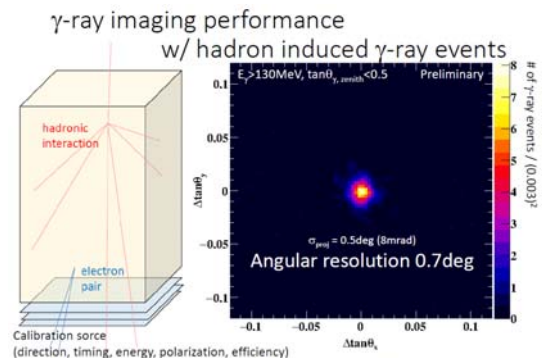 γ-ray imaging performance
w/ hadron induced γ-ray events
hadronic
interaction
electron
pair
Calibration sorce
(direction, timing, energy, polarization, efficiency)
Eγ>130MeV, tanθγ, zenith<0.5
Preliminary
σproj = 0.5deg (8mrad)
Angular resolution 0.7deg
Δtanθy
0.1
0.05
0
−0.05
−0.1
−0.1
−0.05
0.00
0.05
0.1
Δtanθx
8
7
6
5
4
3
2
1
0
# of γ-ray events / (0.003)²